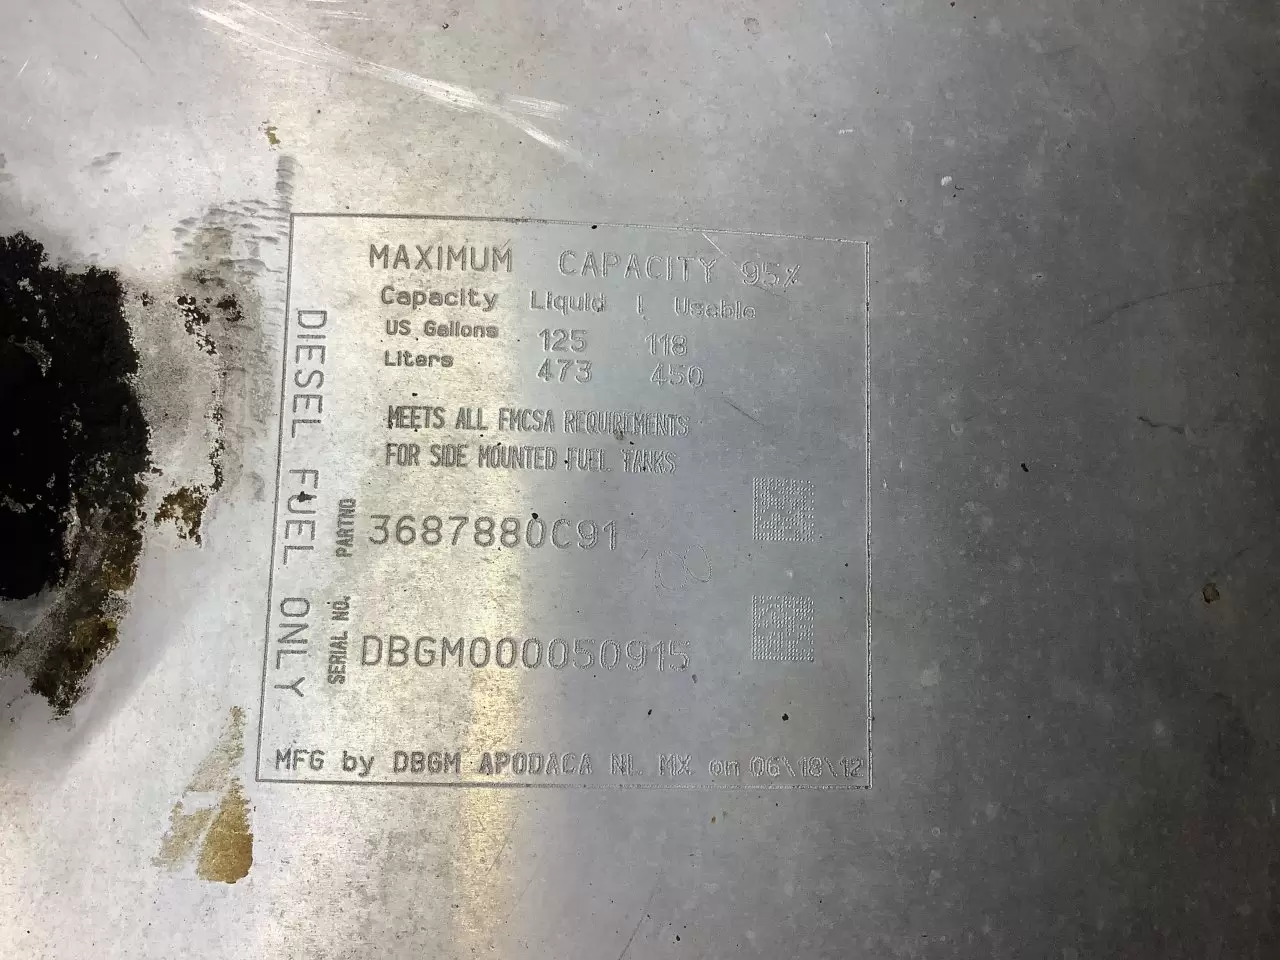 MAXIMUM CAPACITY 95%
Capacity Liquid | Useable
US Gallons 125 118
Liters 473 450
MEETS ALL FMCSA REQUIREMENTS
FOR SIDE MOUNTED FUEL TANKS
DIESEL FUEL ONLY
PARTNO 3687880C91
SERIAL NO. DBGM000050915
MFG by DBGM APODACA NL MX on 06\18\12